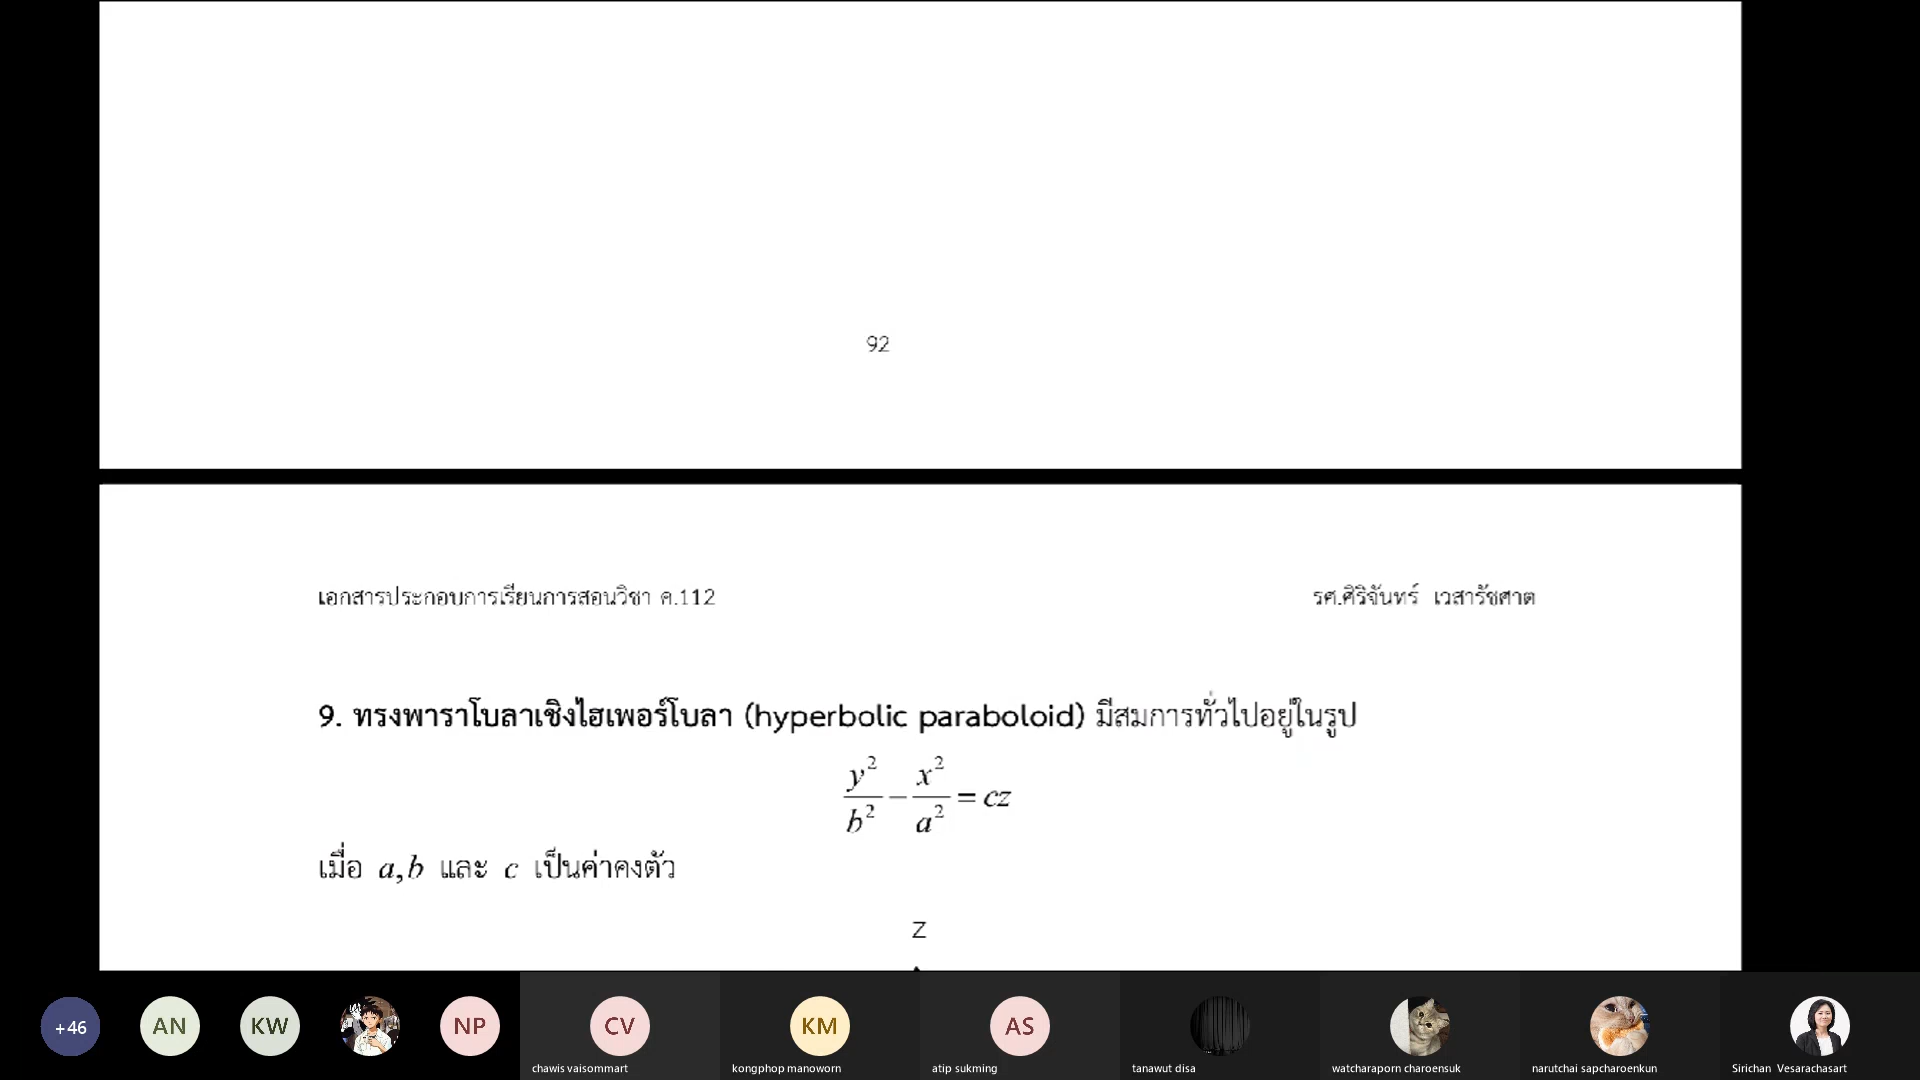 92
เอกสารประกอบการเรียนการสอนวิชา ค.112 รศ.ศิริจันทร์ เวสารัชศาต
9. ทรงพาราโบลาเชิงไฮเพอร์โบลา (hyperbolic paraboloid) มีสมการทั่วไปอยู่ในรูป
y²/b² − x²/a² = cz
เมื่อ a,b และ c เป็นค่าคงตัว
Z
+46 AN KW NP CV KM AS
chawis vaisommart kongphop manoworn atip sukming tanawut disa watcharaporn charoensuk narutchai sapcharoenkun Sirichan Vesarachasart